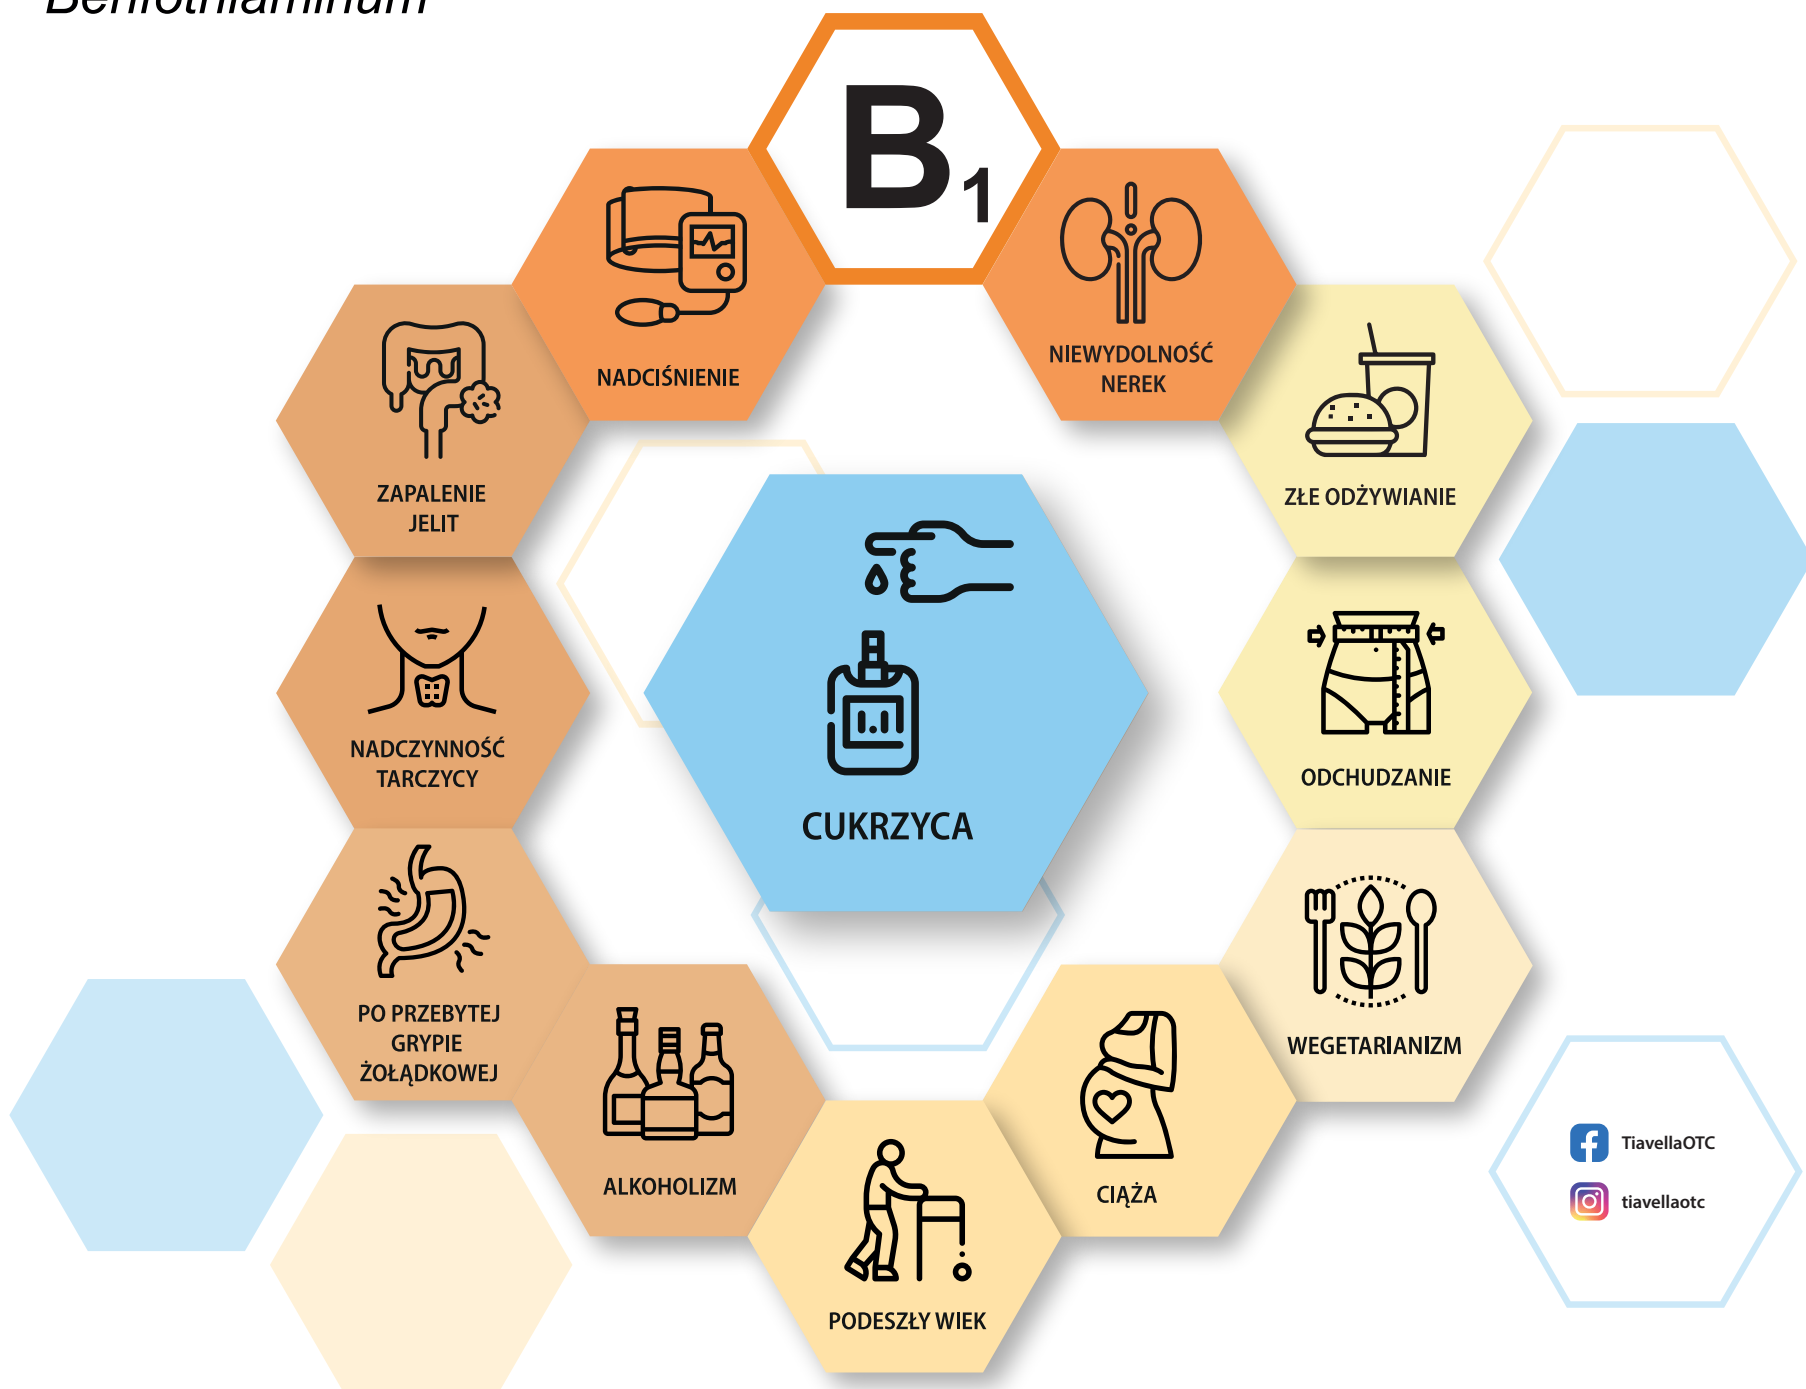 Benfothiaminum
B1
NADCIŚNIENIE
NIEWYDOLNOŚĆ
NEREK
ZAPALENIE
JELIT
ZŁE ODŻYWIANIE
NADCZYNNOŚĆ
TARCZYCY
CUKRZYCA
ODCHUDZANIE
PO PRZEBYTEJ
GRYPIE
ŻOŁĄDKOWEJ
WEGETARIANIZM
ALKOHOLIZM
CIĄŻA
PODESZŁY WIEK
TiavellaOTC
tiavellaotc